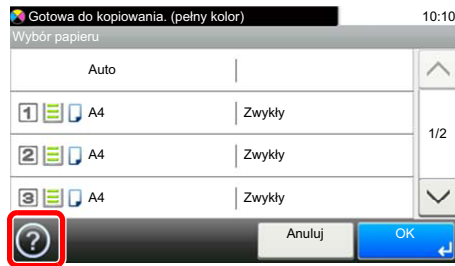 Gotowa do kopiowania. (pełny kolor) 10:10
Wybór papieru
Auto
1 A4 Zwykły
2 A4 Zwykły
3 A4 Zwykły
1/2
? Anuluj OK